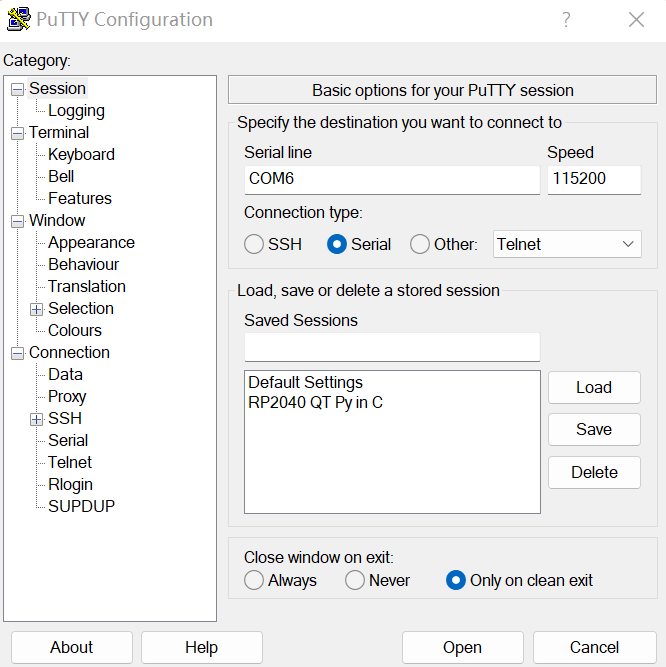 PuTTY Configuration
?
Category:
Session
Logging
Terminal
Keyboard
Bell
Features
Window
Appearance
Behaviour
Translation
Selection
Colours
Connection
Data
Proxy
SSH
Serial
Telnet
Rlogin
SUPDUP
Basic options for your PuTTY session
Specify the destination you want to connect to
Serial line Speed
COM6 115200
Connection type:
SSH Serial Other: Telnet
Load, save or delete a stored session
Saved Sessions
Default Settings
RP2040 QT Py in C
Load
Save
Delete
Close window on exit:
Always Never Only on clean exit
About Help Open Cancel